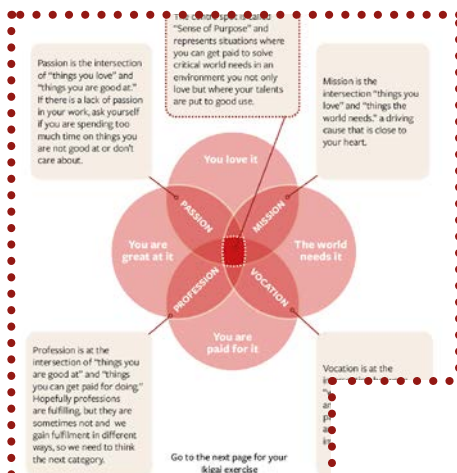 The centre spot is called
"Sense of Purpose" and
represents situations where
you can get paid to solve
critical world needs in an
environment you not only
love but where your talents
are put to good use.
Passion is the intersection
of "things you love" and
"things you are good at."
If there is a lack of passion
in your work, ask yourself
if you are spending too
much time on things you
are not good at or don't
care about.
Mission is the
intersection "things you
love" and "things the
world needs." a driving
cause that is close to
your heart.
You love it
PASSION
MISSION
You are
great at it
The world
needs it
PROFESSION
VOCATION
You are
paid for it
Profession is at the
intersection of "things you
are good at" and "things
you can get paid for doing."
Hopefully professions
are fulfilling, but they are
sometimes not and we
gain fulfilment in different
ways, so we need to think
the next category.
Vocation is at the
Go to the next page for your
Ikigai exercise